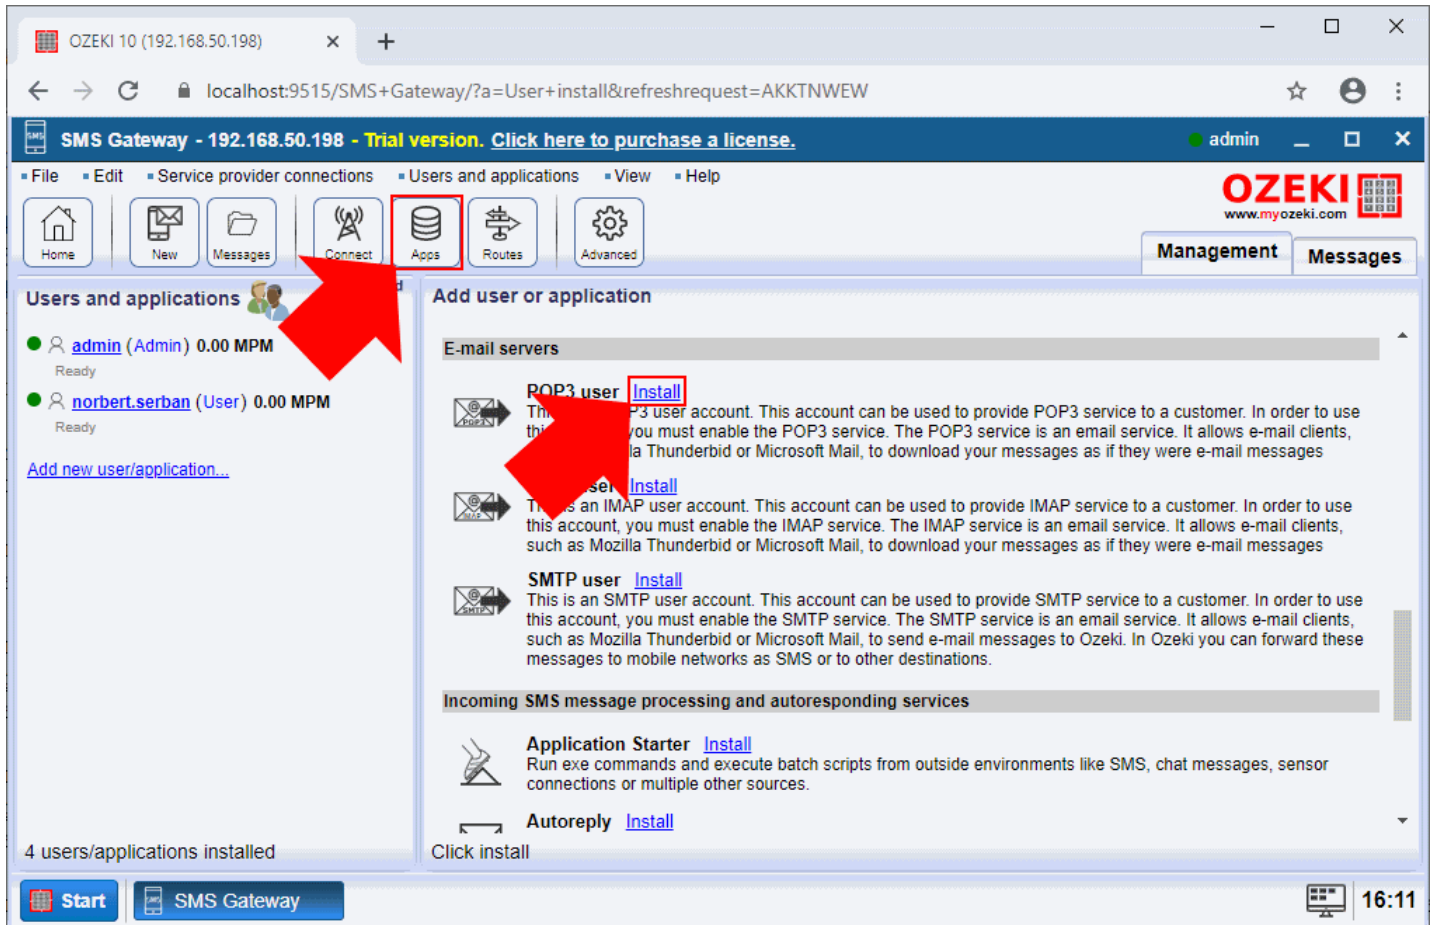 OZEKI 10 (192.168.50.198)
localhost:9515/SMS+Gateway/?a=User+install&refreshrequest=AKKTNWEW
SMS
SMS Gateway - 192.168.50.198 - Trial version. Click here to purchase a license.
admin
File Edit Service provider connections Users and applications View Help
OZEKI
www.myozeki.com
Home New Messages Connect Apps Routes Advanced
Management Messages
Users and applications
admin (Admin) 0.00 MPM
Ready
norbert.serban (User) 0.00 MPM
Ready
Add new user/application...
4 users/applications installed
Add user or application
E-mail servers
POP3 user Install
POP3
user account. This account can be used to provide POP3 service to a customer. In order to use
you must enable the POP3 service. The POP3 service is an email service. It allows e-mail clients,
Thunderbid or Microsoft Mail, to download your messages as if they were e-mail messages
Install
IMAP
an IMAP user account. This account can be used to provide IMAP service to a customer. In order to use
this account, you must enable the IMAP service. The IMAP service is an email service. It allows e-mail clients,
such as Mozilla Thunderbid or Microsoft Mail, to download your messages as if they were e-mail messages
SMTP user Install
SMTP
This is an SMTP user account. This account can be used to provide SMTP service to a customer. In order to use
this account, you must enable the SMTP service. The SMTP service is an email service. It allows e-mail clients,
such as Mozilla Thunderbid or Microsoft Mail, to send e-mail messages to Ozeki. In Ozeki you can forward these
messages to mobile networks as SMS or to other destinations.
Incoming SMS message processing and autoresponding services
Application Starter Install
Run exe commands and execute batch scripts from outside environments like SMS, chat messages, sensor
connections or multiple other sources.
Autoreply Install
Click install
Start SMS Gateway 16:11